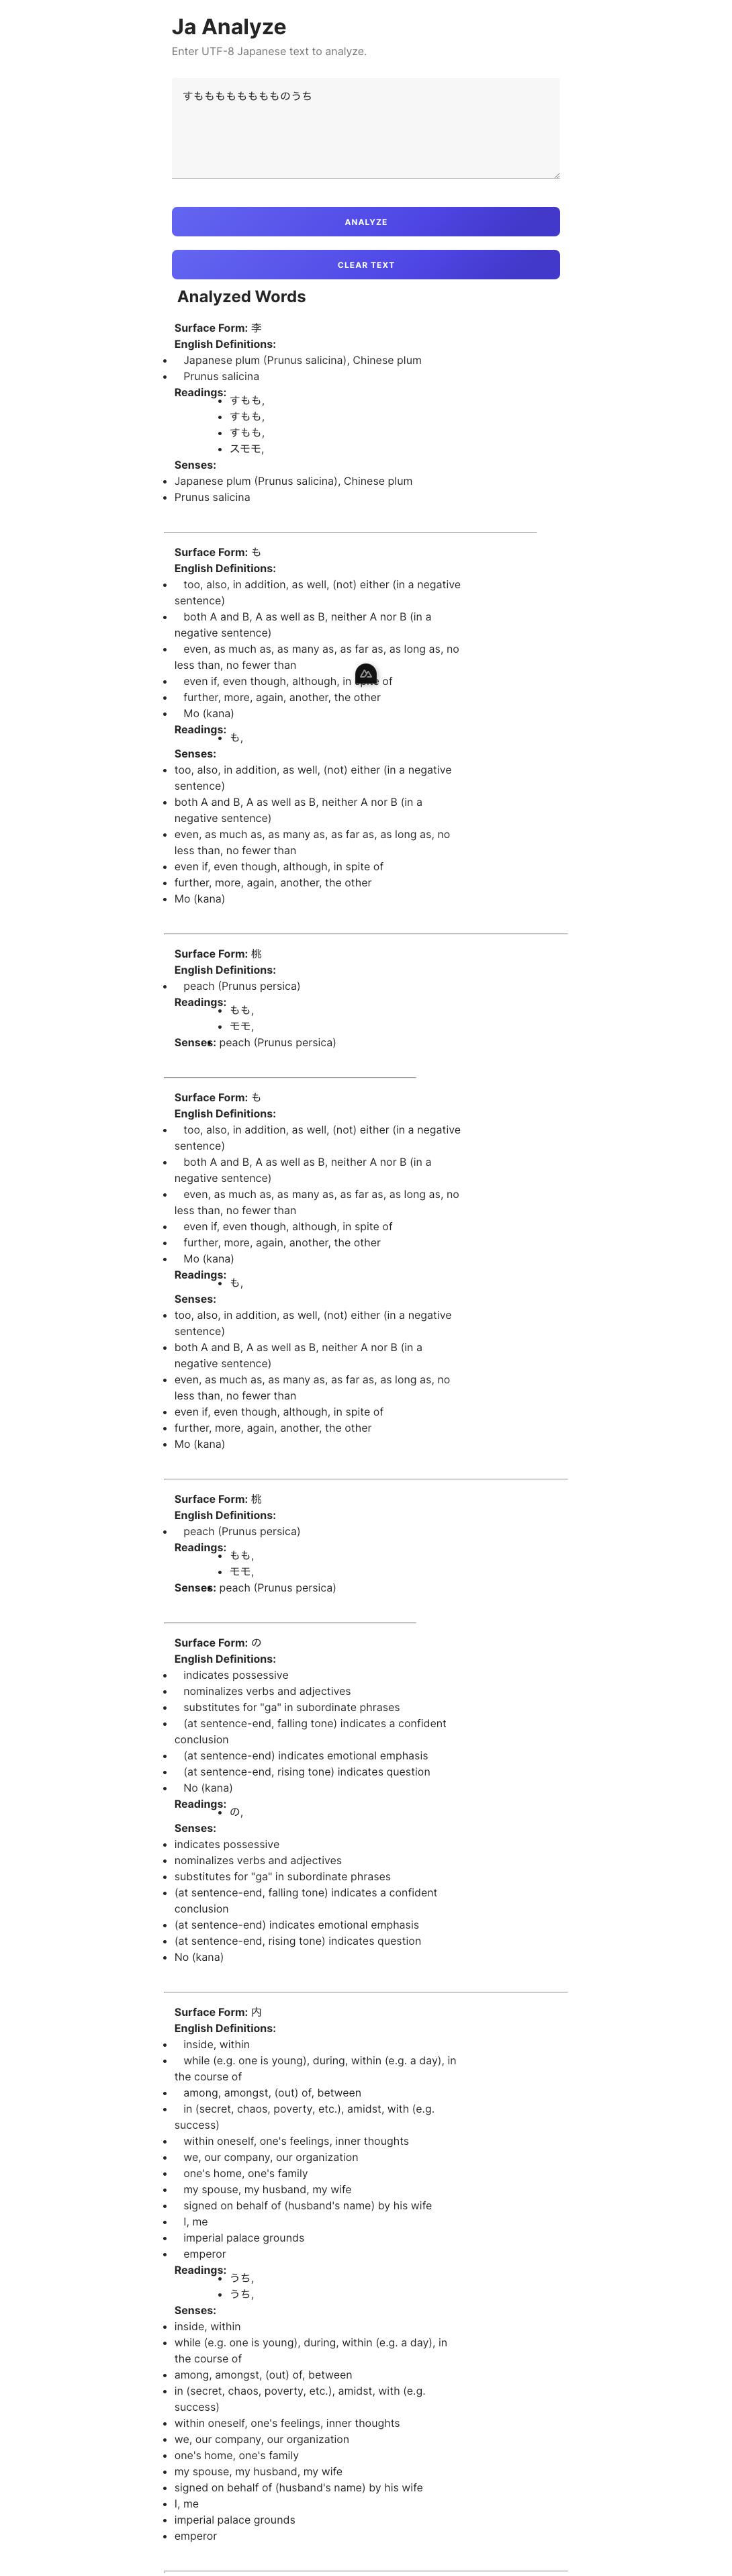 Ja Analyze
Enter UTF-8 Japanese text to analyze.
すもももももももものうち
ANALYZE
CLEAR TEXT
Analyzed Words
Surface Form: 李
English Definitions:
Japanese plum (Prunus salicina), Chinese plum
Prunus salicina
Readings:
すもも,
すもも,
すもも,
スモモ,
Senses:
Japanese plum (Prunus salicina), Chinese plum
Prunus salicina
Surface Form: も
English Definitions:
too, also, in addition, as well, (not) either (in a negative
sentence)
both A and B, A as well as B, neither A nor B (in a
negative sentence)
even, as much as, as many as, as far as, as long as, no
less than, no fewer than
even if, even though, although, in spite of
further, more, again, another, the other
Mo (kana)
Readings:
も,
Senses:
too, also, in addition, as well, (not) either (in a negative
sentence)
both A and B, A as well as B, neither A nor B (in a
negative sentence)
even, as much as, as many as, as far as, as long as, no
less than, no fewer than
even if, even though, although, in spite of
further, more, again, another, the other
Mo (kana)
Surface Form: 桃
English Definitions:
peach (Prunus persica)
Readings:
もも,
モモ,
Senses: peach (Prunus persica)
Surface Form: も
English Definitions:
too, also, in addition, as well, (not) either (in a negative
sentence)
both A and B, A as well as B, neither A nor B (in a
negative sentence)
even, as much as, as many as, as far as, as long as, no
less than, no fewer than
even if, even though, although, in spite of
further, more, again, another, the other
Mo (kana)
Readings:
も,
Senses:
too, also, in addition, as well, (not) either (in a negative
sentence)
both A and B, A as well as B, neither A nor B (in a
negative sentence)
even, as much as, as many as, as far as, as long as, no
less than, no fewer than
even if, even though, although, in spite of
further, more, again, another, the other
Mo (kana)
Surface Form: 桃
English Definitions:
peach (Prunus persica)
Readings:
もも,
モモ,
Senses: peach (Prunus persica)
Surface Form: の
English Definitions:
indicates possessive
nominalizes verbs and adjectives
substitutes for "ga" in subordinate phrases
(at sentence-end, falling tone) indicates a confident
conclusion
(at sentence-end) indicates emotional emphasis
(at sentence-end, rising tone) indicates question
No (kana)
Readings:
の,
Senses:
indicates possessive
nominalizes verbs and adjectives
substitutes for "ga" in subordinate phrases
(at sentence-end, falling tone) indicates a confident
conclusion
(at sentence-end) indicates emotional emphasis
(at sentence-end, rising tone) indicates question
No (kana)
Surface Form: 内
English Definitions:
inside, within
while (e.g. one is young), during, within (e.g. a day), in
the course of
among, amongst, (out) of, between
in (secret, chaos, poverty, etc.), amidst, with (e.g.
success)
within oneself, one's feelings, inner thoughts
we, our company, our organization
one's home, one's family
my spouse, my husband, my wife
signed on behalf of (husband's name) by his wife
I, me
imperial palace grounds
emperor
Readings:
うち,
うち,
Senses:
inside, within
while (e.g. one is young), during, within (e.g. a day), in
the course of
among, amongst, (out) of, between
in (secret, chaos, poverty, etc.), amidst, with (e.g.
success)
within oneself, one's feelings, inner thoughts
we, our company, our organization
one's home, one's family
my spouse, my husband, my wife
signed on behalf of (husband's name) by his wife
I, me
imperial palace grounds
emperor